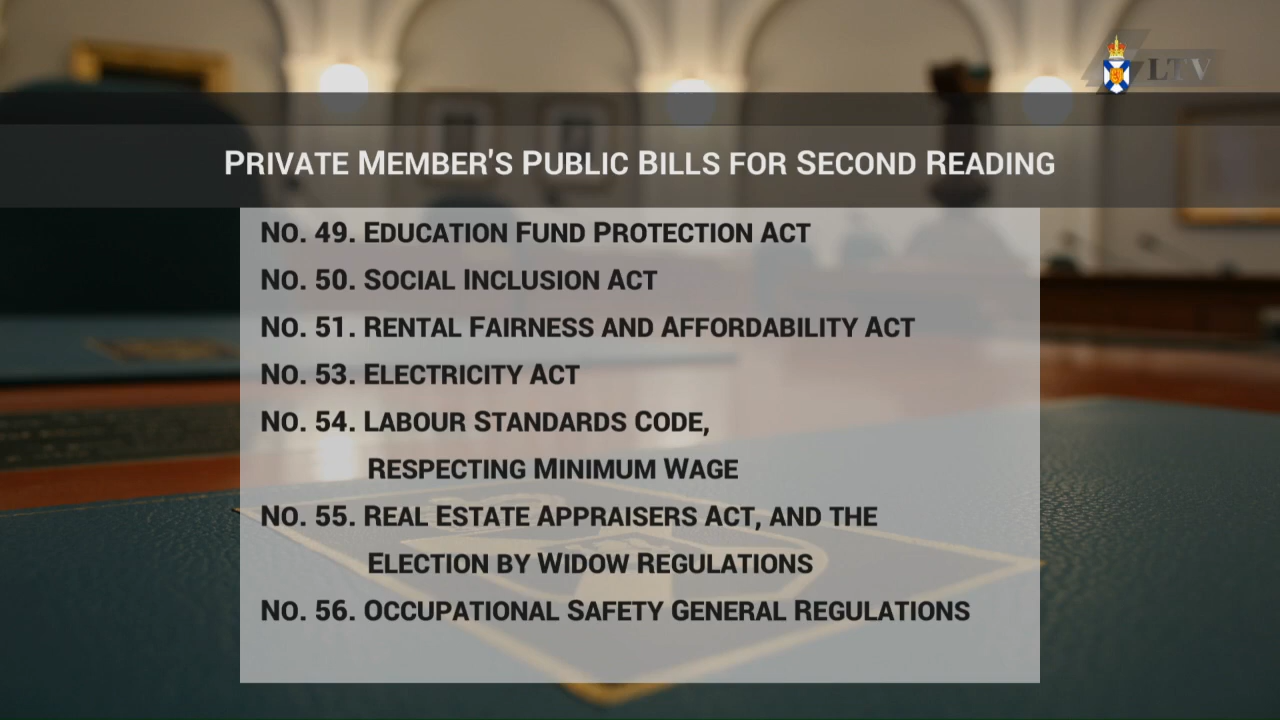 LTV
PRIVATE MEMBER'S PUBLIC BILLS FOR SECOND READING
NO. 49. EDUCATION FUND PROTECTION ACT
NO. 50. SOCIAL INCLUSION ACT
NO. 51. RENTAL FAIRNESS AND AFFORDABILITY ACT
NO. 53. ELECTRICITY ACT
NO. 54. LABOUR STANDARDS CODE,
RESPECTING MINIMUM WAGE
NO. 55. REAL ESTATE APPRAISERS ACT, AND THE
ELECTION BY WIDOW REGULATIONS
NO. 56. OCCUPATIONAL SAFETY GENERAL REGULATIONS